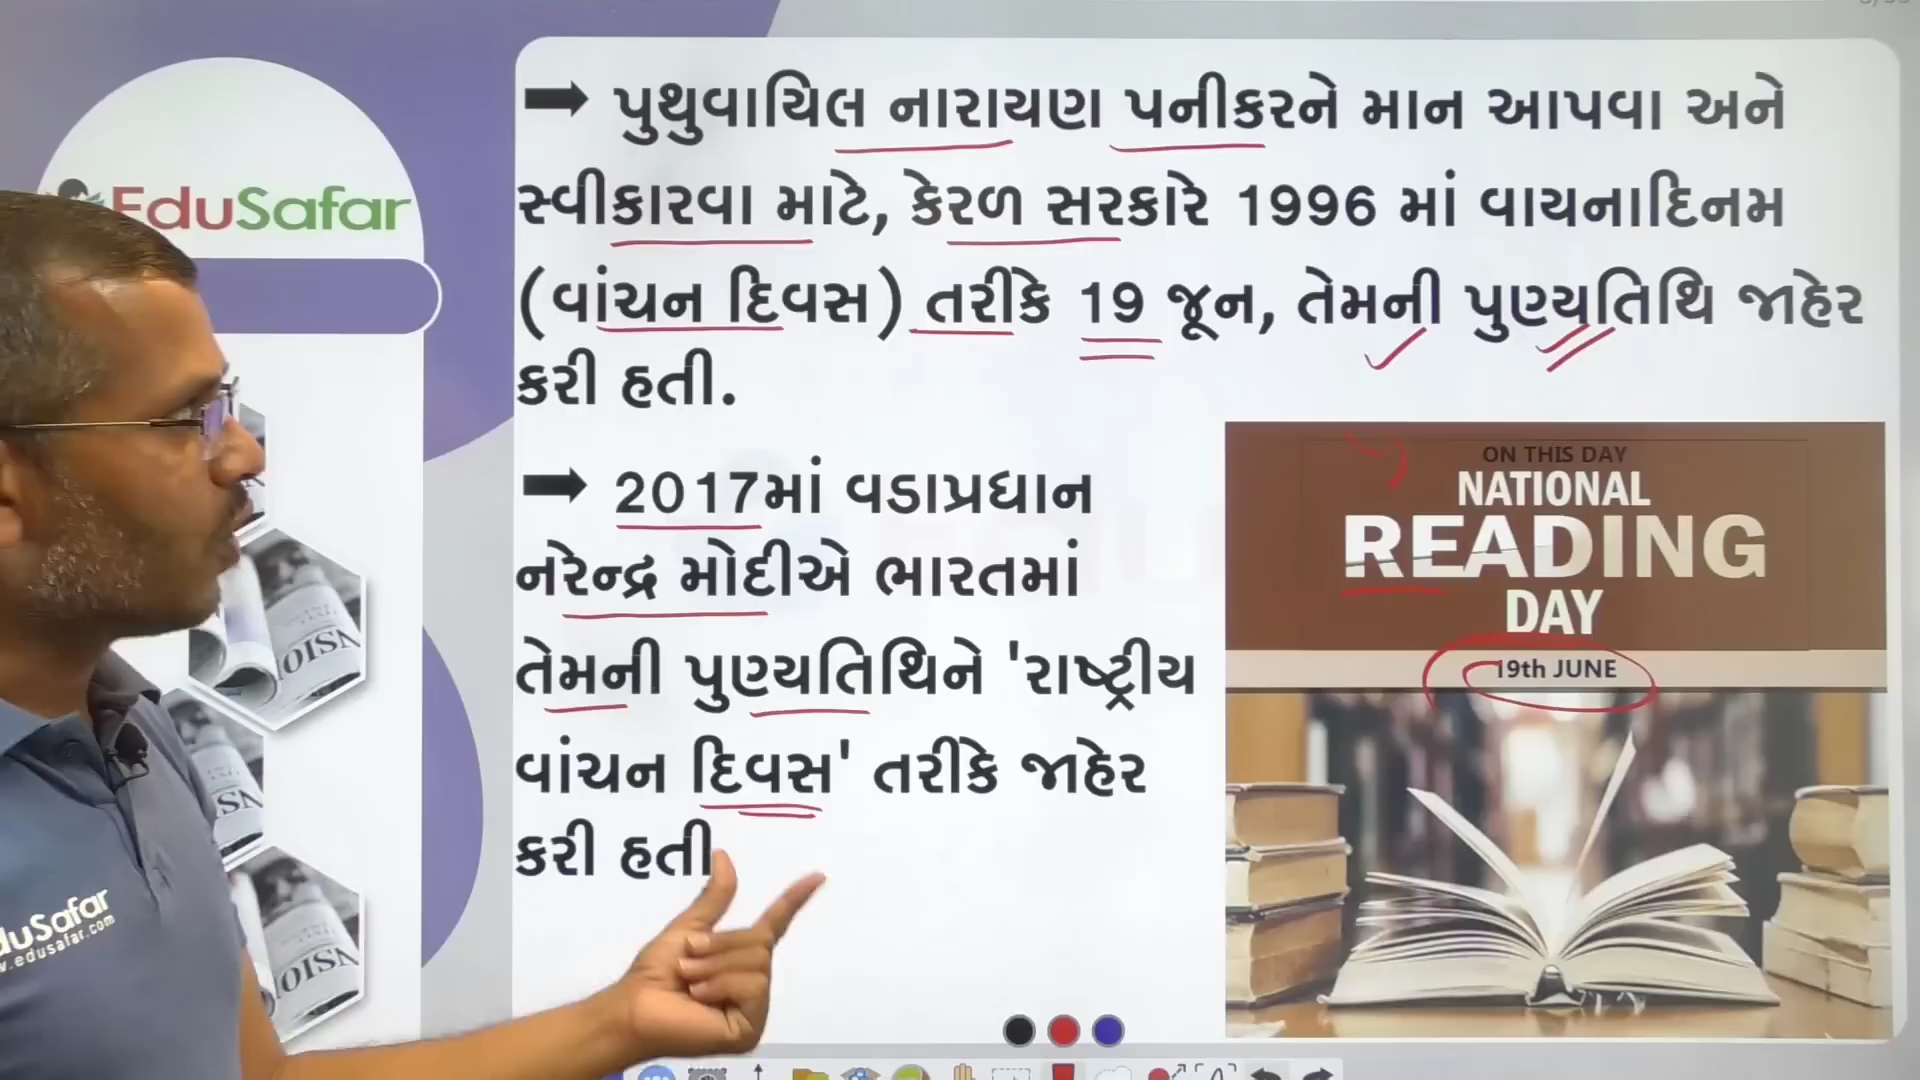 ➡ પુથુવાયિલ નારાયણ પનીકરને માન આપવા અને
સ્વીકારવા માટે, કેરળ સરકારે 1996 માં વાયનાદિનમ
(વાંચન દિવસ) તરીકે 19 જૂન, તેમની પુણ્યતિથિ જાહેર
કરી હતી.
➡ 2017માં વડાપ્રધાન
નરેન્દ્ર મોદીએ ભારતમાં
તેમની પુણ્યતિથિને 'રાષ્ટ્રીય
વાંચન દિવસ' તરીકે જાહેર
કરી હતી
ON THIS DAY
NATIONAL
READING
DAY
19th JUNE
EduSafar
duSafar
w.edusafar.com